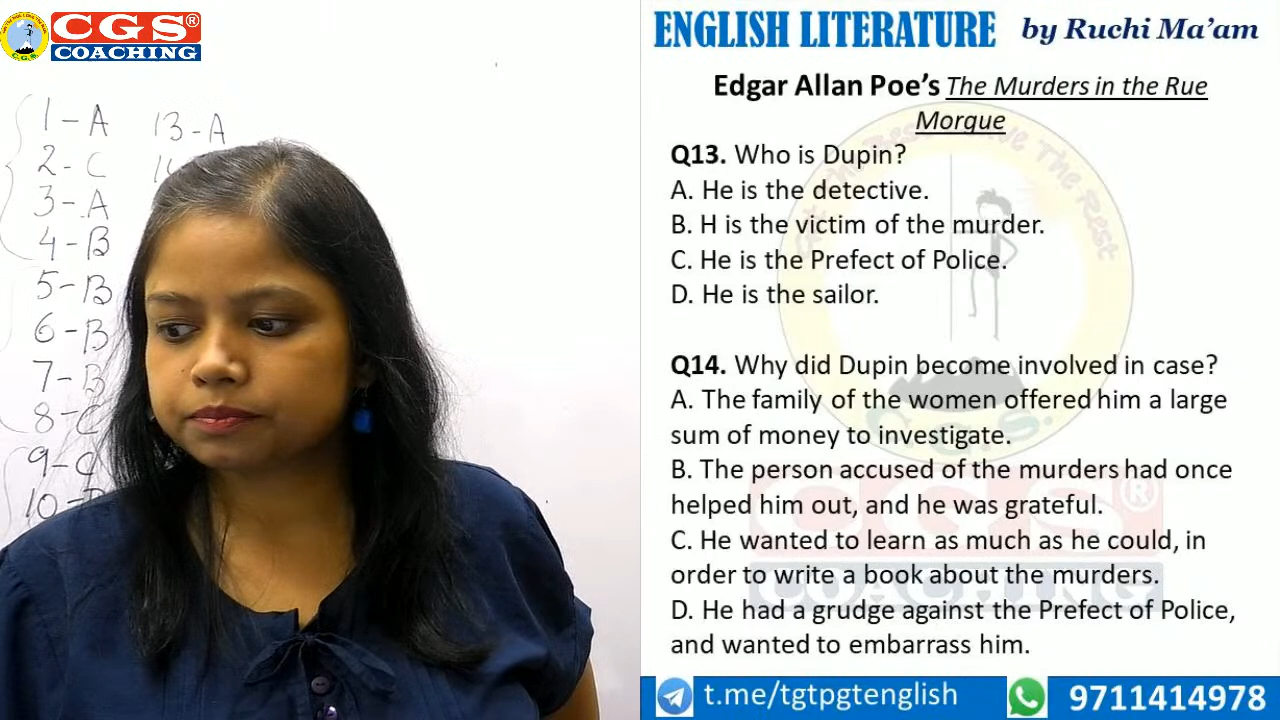 CGS®
COACHING
C.G.S.
1 - A
2 - C
3 - A
4 - B
5 - B
6 - B
7 - B
8 - C
9 - C
10 -
13 - A
ENGLISH LITERATURE by Ruchi Ma’am
Edgar Allan Poe’s The Murders in the Rue
Morgue
Q13. Who is Dupin?
A. He is the detective.
B. H is the victim of the murder.
C. He is the Prefect of Police.
D. He is the sailor.
Q14. Why did Dupin become involved in case?
A. The family of the women offered him a large
sum of money to investigate.
B. The person accused of the murders had once
helped him out, and he was grateful.
C. He wanted to learn as much as he could, in
order to write a book about the murders.
D. He had a grudge against the Prefect of Police,
and wanted to embarrass him.
t.me/tgtpgtenglish
9711414978